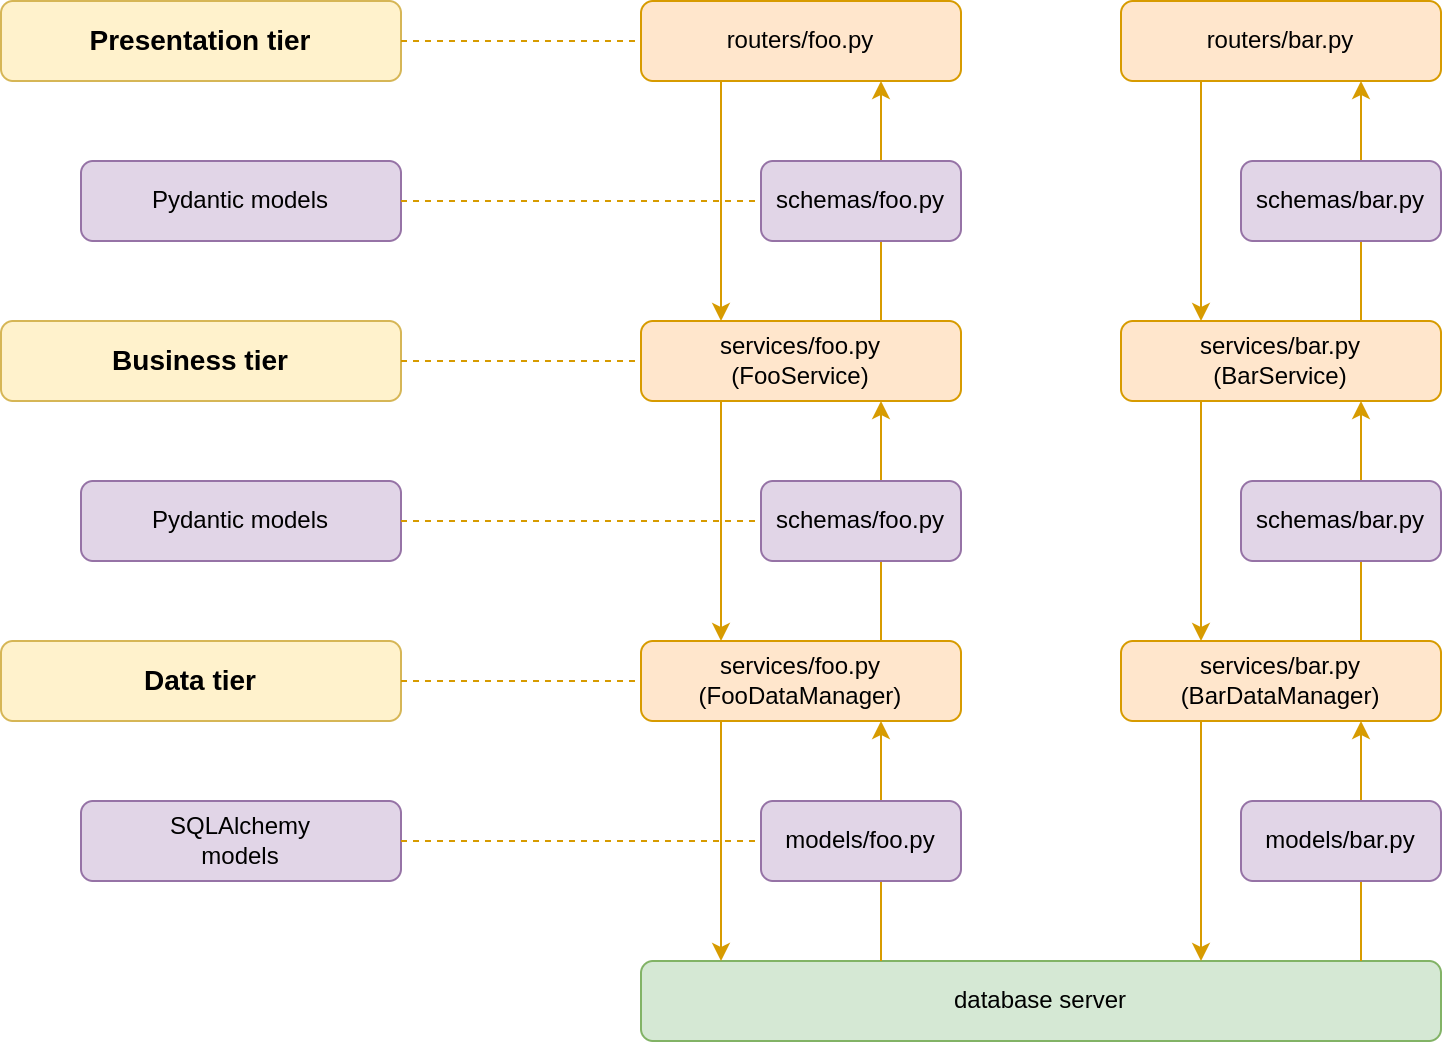 Presentation tier
routers/foo.py
routers/bar.py
Pydantic models
schemas/foo.py
schemas/bar.py
Business tier
services/foo.py
(FooService)
services/bar.py
(BarService)
Pydantic models
schemas/foo.py
schemas/bar.py
Data tier
services/foo.py
(FooDataManager)
services/bar.py
(BarDataManager)
SQLAlchemy
models
models/foo.py
models/bar.py
database server